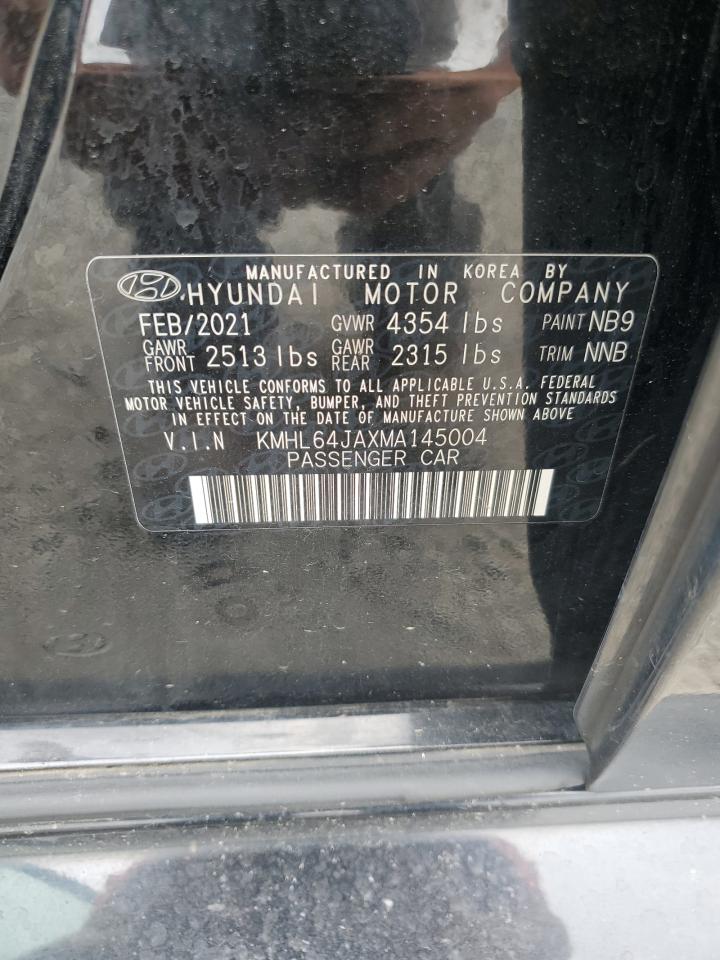 MANUFACTURED IN KOREA BY
HYUNDAI MOTOR COMPANY
FEB/2021 GVWR 4354 lbs PAINT NB9
GAWR FRONT 2513 lbs GAWR REAR 2315 lbs TRIM NNB
THIS VEHICLE CONFORMS TO ALL APPLICABLE U.S.A. FEDERAL
MOTOR VEHICLE SAFETY, BUMPER, AND THEFT PREVENTION STANDARDS
IN EFFECT ON THE DATE OF MANUFACTURE SHOWN ABOVE
V.I.N KMHL64JAXMA145004
PASSENGER CAR